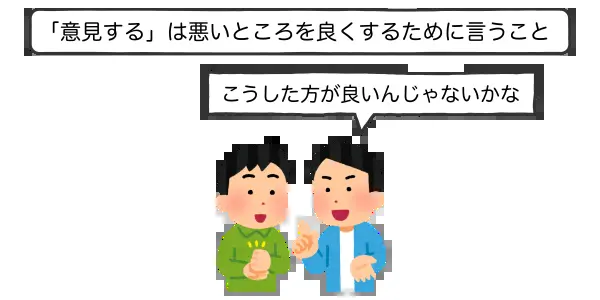 「意見する」は悪いところを良くするために言うこと
こうした方が良いんじゃないかな